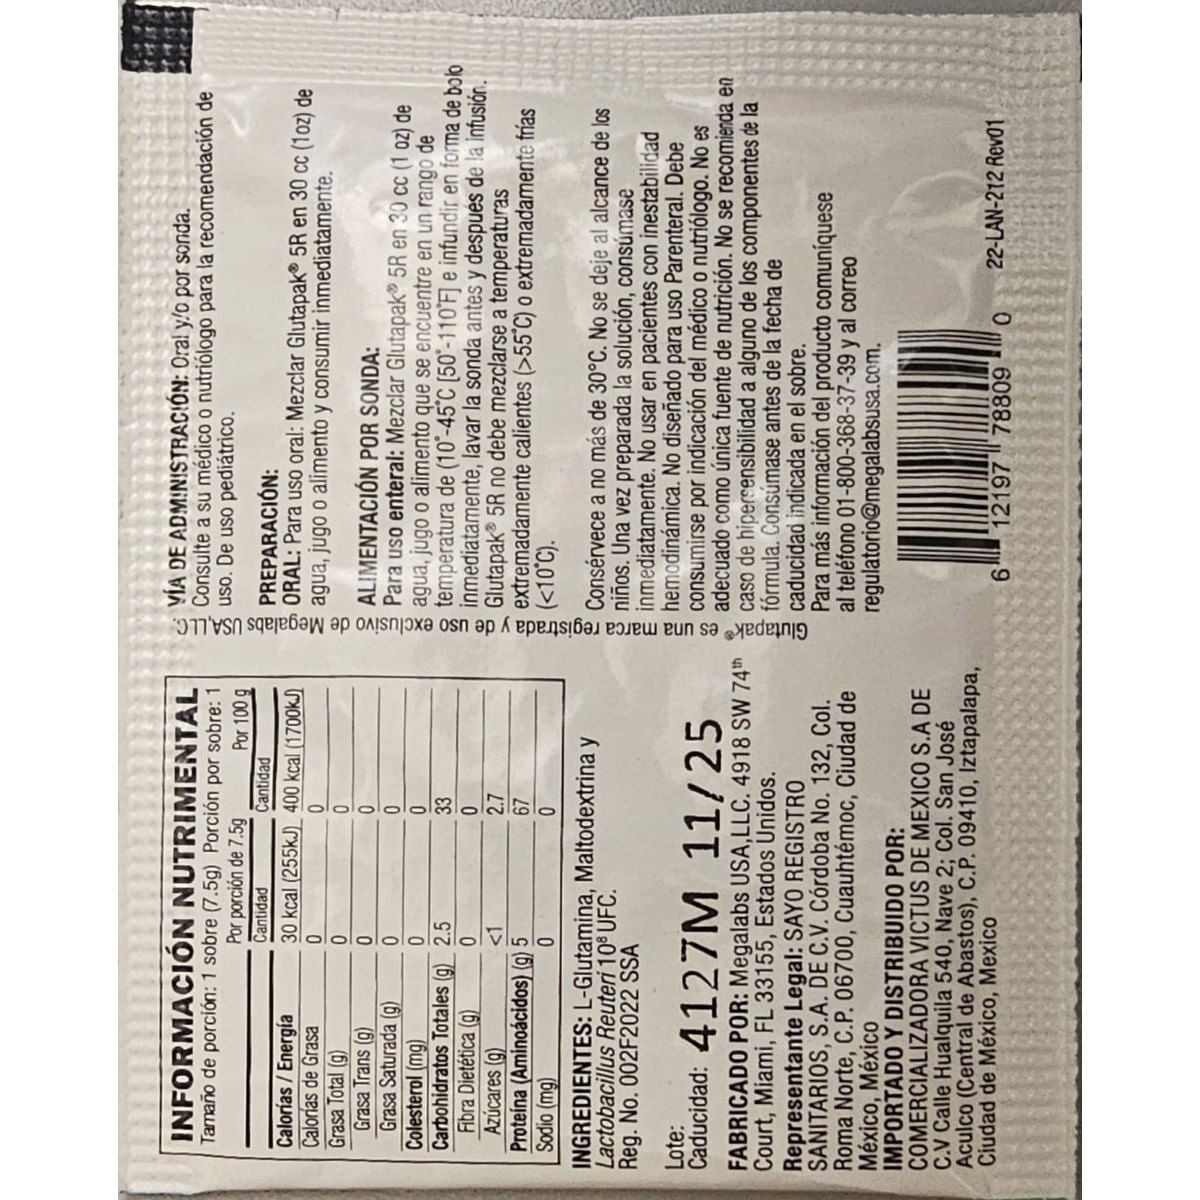 INFORMACIÓN NUTRIMENTAL
Tamaño de porción: 1 sobre (7.5g) Porción por sobre: 1
Por porción de 7.5g Por 100 g
Cantidad Cantidad
Calorías / Energía 30 kcal (255kJ) 400 kcal (1700kJ)
Calorías de Grasa 0 0
Grasa Total (g) 0 0
Grasa Trans (g) 0 0
Grasa Saturada (g) 0 0
Colesterol (mg) 0 0
Carbohidratos Totales (g) 2.5 33
Fibra Dietética (g) 0 0
Azúcares (g) <1 2.7
Proteína (Aminoácidos) (g) 5 67
Sodio (mg) 0 0
INGREDIENTES: L-Glutamina, Maltodextrina y
Lactobacillus Reuteri 10⁸ UFC.
Reg. No. 002F2022 SSA
Lote:
Caducidad: 4127M 11/25
FABRICADO POR: Megalabs USA,LLC. 4918 SW 74th
Court, Miami, FL 33155, Estados Unidos.
Representante Legal: SAYO REGISTRO
SANITARIOS, S.A. DE C.V. Córdoba No. 132, Col.
Roma Norte, C.P. 06700, Cuauhtémoc, Ciudad de
México, México
IMPORTADO Y DISTRIBUIDO POR:
COMERCIALIZADORA VICTUS DE MEXICO S.A DE
C.V Calle Hualquila 540, Nave 2; Col. San José
Aculco (Central de Abastos), C.P. 09410, Iztapalapa,
Ciudad de México, Mexico
Glutapak® es una marca registrada y de uso exclusivo de Megalabs USA,LLC.
VÍA DE ADMINISTRACIÓN: Oral y/o por sonda.
Consulte a su médico o nutriólogo para la recomendación de
uso. De uso pediátrico.
PREPARACIÓN:
ORAL: Para uso oral: Mezclar Glutapak® 5R en 30 cc (1oz) de
agua, jugo o alimento y consumir inmediatamente.
ALIMENTACIÓN POR SONDA:
Para uso enteral: Mezclar Glutapak® 5R en 30 cc (1 oz) de
agua, jugo o alimento que se encuentre en un rango de
temperatura de (10°-45°C [50°-110°F] e infundir en forma de bolo
inmediatamente, lavar la sonda antes y después de la infusión.
Glutapak® 5R no debe mezclarse a temperaturas
extremadamente calientes (>55°C) o extremadamente frías
(<10°C).
Consérvece a no más de 30°C. No se deje al alcance de los
niños. Una vez preparada la solución, consúmase
inmediatamente. No usar en pacientes con inestabilidad
hemodinámica. No diseñado para uso Parenteral. Debe
consumirse por indicación del médico o nutriólogo. No es
adecuado como única fuente de nutrición. No se recomienda en
caso de hipersensibilidad a alguno de los componentes de la
fórmula. Consúmase antes de la fecha de
caducidad indicada en el sobre.
Para más información del producto comuníquese
al teléfono 01-800-368-37-39 y al correo
regulatorio@megalabsusa.com.
6 12197 78809 0
22-LAN-212 Rev01